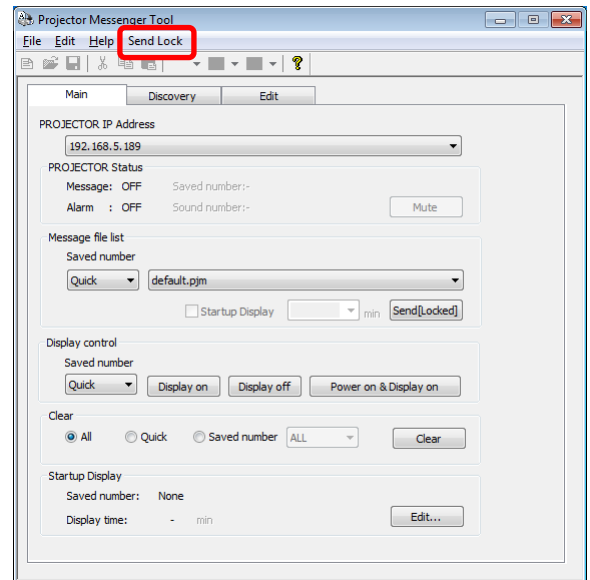 Projector Messenger Tool
File Edit Help Send Lock
Main Discovery Edit
PROJECTOR IP Address
192.168.5.189
PROJECTOR Status
Message: OFF Saved number:-
Alarm : OFF Sound number:- Mute
Message file list
Saved number
Quick default.pjm
Startup Display min Send[Locked]
Display control
Saved number
Quick Display on Display off Power on & Display on
Clear
All Quick Saved number ALL Clear
Startup Display
Saved number: None
Display time: - min Edit...